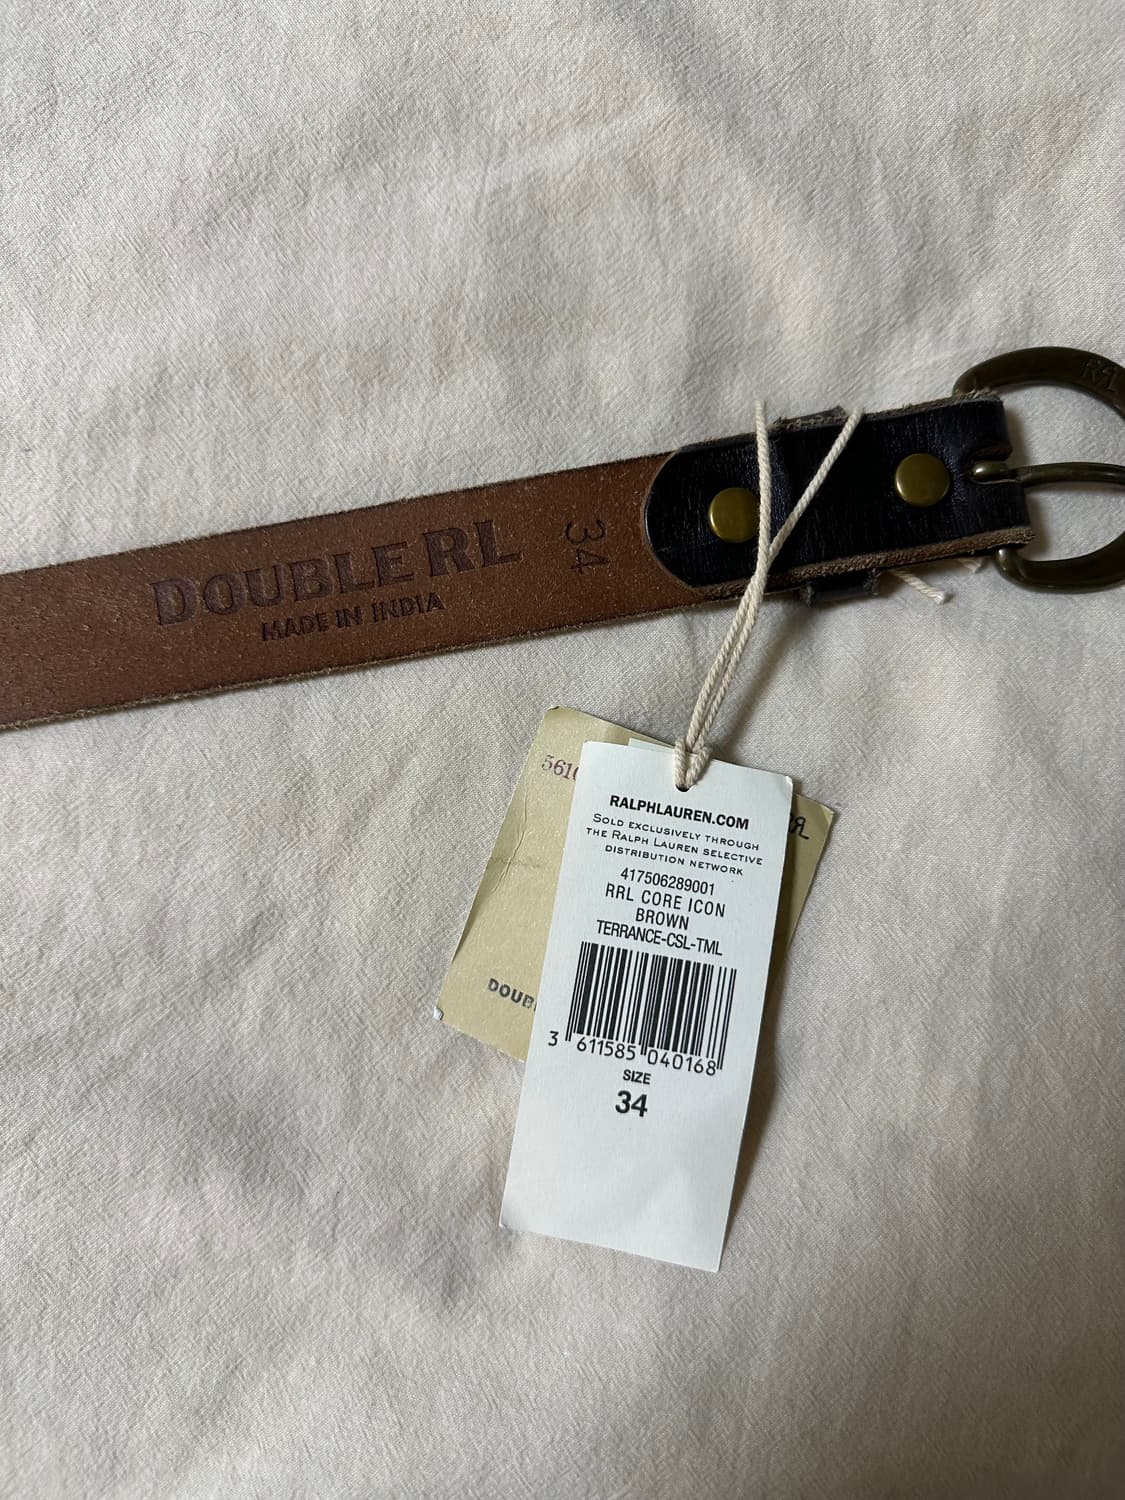 RRL
DOUBLE RL
MADE IN INDIA
34
RALPHLAUREN.COM
SOLD EXCLUSIVELY THROUGH
THE RALPH LAUREN SELECTIVE
DISTRIBUTION NETWORK
417506289001
RRL CORE ICON
BROWN
TERRANCE-CSL-TML
3 611585 040168
SIZE
34